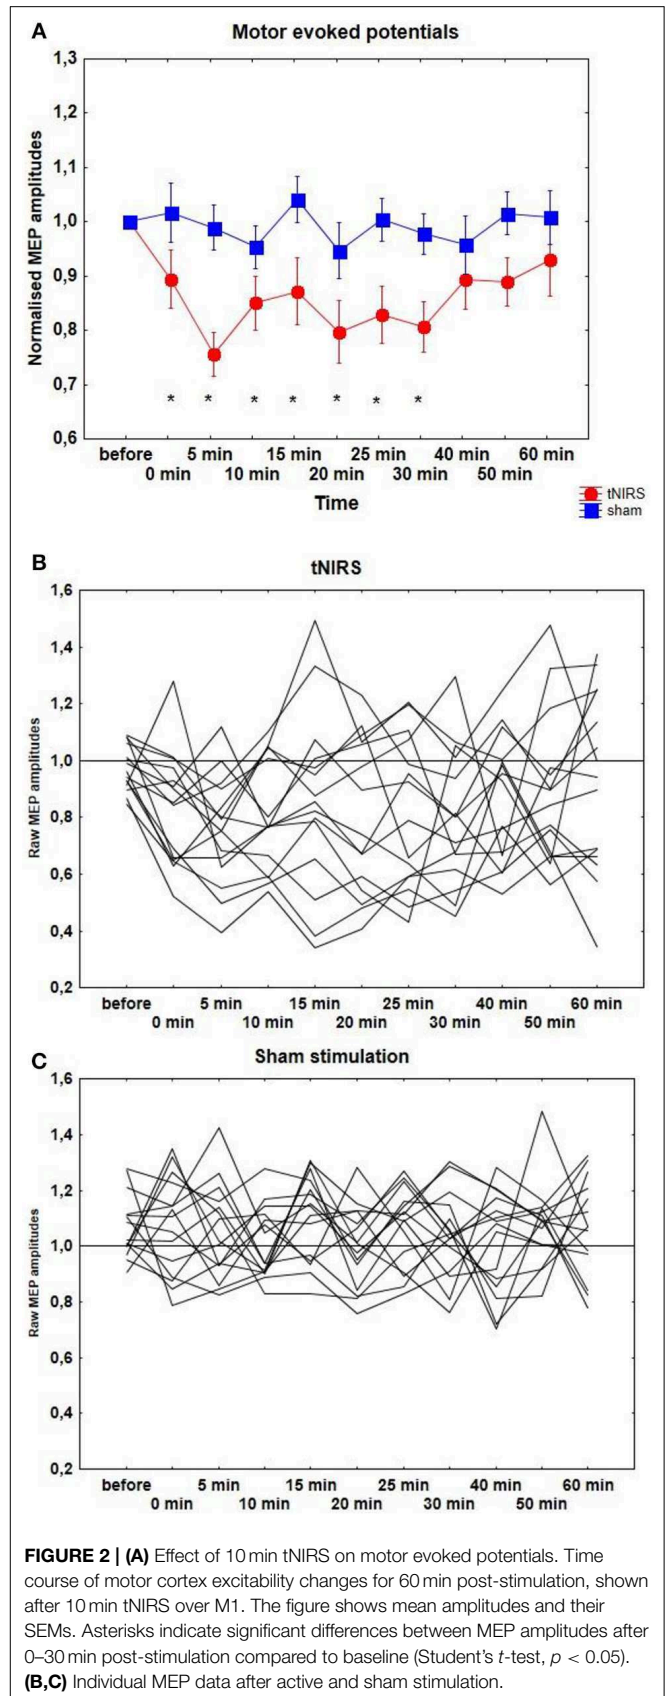 A
Motor evoked potentials
1,3
1,2
1,1
1,0
0,9
0,8
0,7
0,6
Normalised MEP amplitudes
* * * * * * *
before 5 min 15 min 25 min 40 min 60 min
0 min 10 min 20 min 30 min 50 min
Time
tNIRS
sham
B
tNIRS
1,6
1,4
1,2
1,0
0,8
0,6
0,4
0,2
Raw MEP amplitudes
before 5 min 15 min 25 min 40 min 60 min
0 min 10 min 20 min 30 min 50 min
C
Sham stimulation
1,6
1,4
1,2
1,0
0,8
0,6
0,4
0,2
Raw MEP amplitudes
before 5 min 15 min 25 min 40 min 60 min
0 min 10 min 20 min 30 min 50 min
FIGURE 2 | (A) Effect of 10 min tNIRS on motor evoked potentials. Time
course of motor cortex excitability changes for 60 min post-stimulation, shown
after 10 min tNIRS over M1. The figure shows mean amplitudes and their
SEMs. Asterisks indicate significant differences between MEP amplitudes after
0–30 min post-stimulation compared to baseline (Student's t-test, p < 0.05).
(B,C) Individual MEP data after active and sham stimulation.